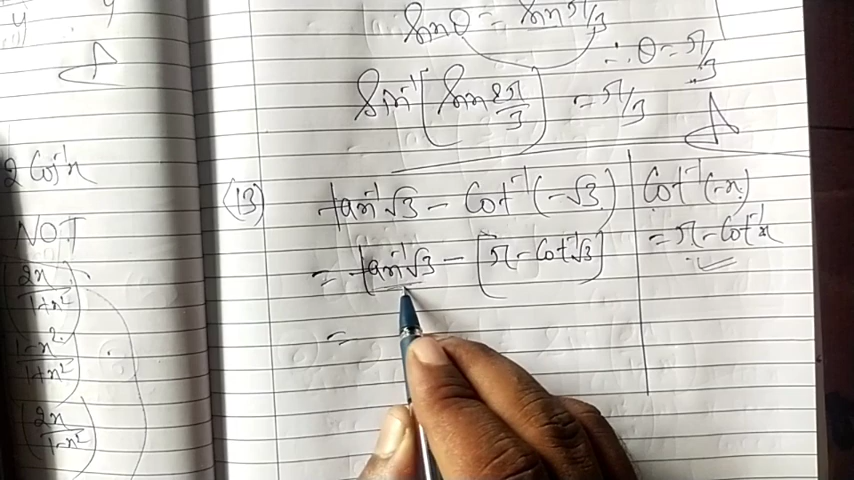 y y
Sinθ = Sin π/3
∴ θ = π/3
Sin⁻¹[Sin 2π/3] = π/3
2 Cos⁻¹x
(13) tan⁻¹√3 - Cot⁻¹(-√3) Cot⁻¹(-x)
NOT
= [tan⁻¹√3 - [π - Cot⁻¹√3] = π - Cot⁻¹x
(2x/1+x²)
=
1-x²/1+x²
(2x/1-x²)